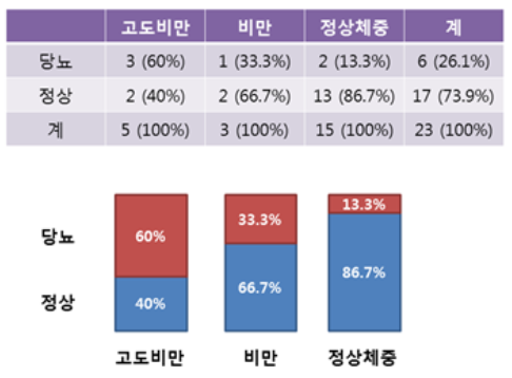 고도비만 비만 정상체중 계
당뇨 3 (60%) 1 (33.3%) 2 (13.3%) 6 (26.1%)
정상 2 (40%) 2 (66.7%) 13 (86.7%) 17 (73.9%)
계 5 (100%) 3 (100%) 15 (100%) 23 (100%)
13.3%
33.3%
당뇨 60%
86.7%
66.7%
정상 40%
고도비만 비만 정상체중